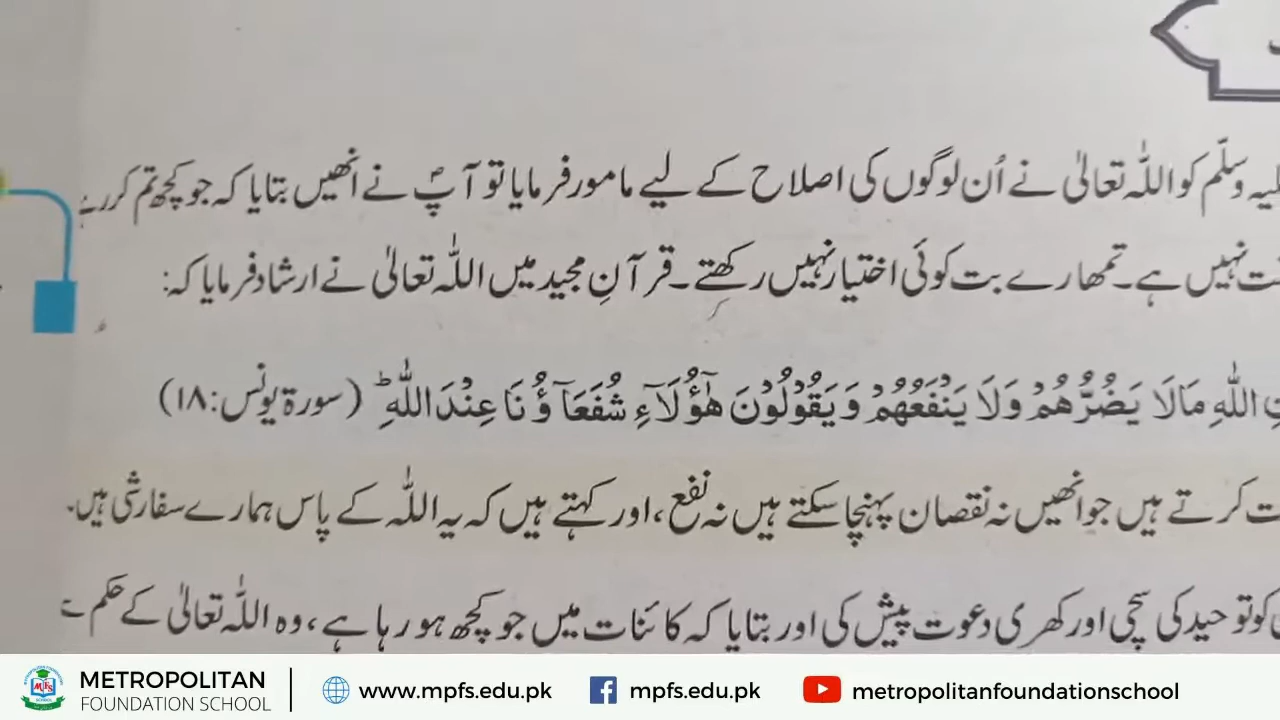 وسلّم کو اللّٰہ تعالیٰ نے اُن لوگوں کی اصلاح کے لیے مامور فرمایا تو آپؐ نے انھیں بتایا کہ جو کچھ تم کر
نہیں ہے۔ تمھارے بت کوئی اختیار نہیں رکھتے۔ قرآنِ مجید میں اللّٰہ تعالیٰ نے ارشاد فرمایا کہ:
اللّٰهِ مَالَا يَضُرُّهُمْ وَلَا يَنْفَعُهُمْ وَيَقُوْلُوْنَ هٰٓؤُلَآءِ شُفَعَآؤُنَا عِنْدَاللّٰهِ ؕ (سورۃ یونس:۱۸)
کرتے ہیں جو انھیں نہ نقصان پہنچا سکتے ہیں نہ نفع، اور کہتے ہیں کہ یہ اللّٰہ کے پاس ہمارے سفارشی ہیں۔
کو توحید کی سچی اور کھری دعوت پیش کی اور بتایا کہ کائنات میں جو کچھ ہو رہا ہے، وہ اللّٰہ تعالیٰ کے حکم
METROPOLITAN
FOUNDATION SCHOOL
www.mpfs.edu.pk
mpfs.edu.pk
metropolitanfoundationschool